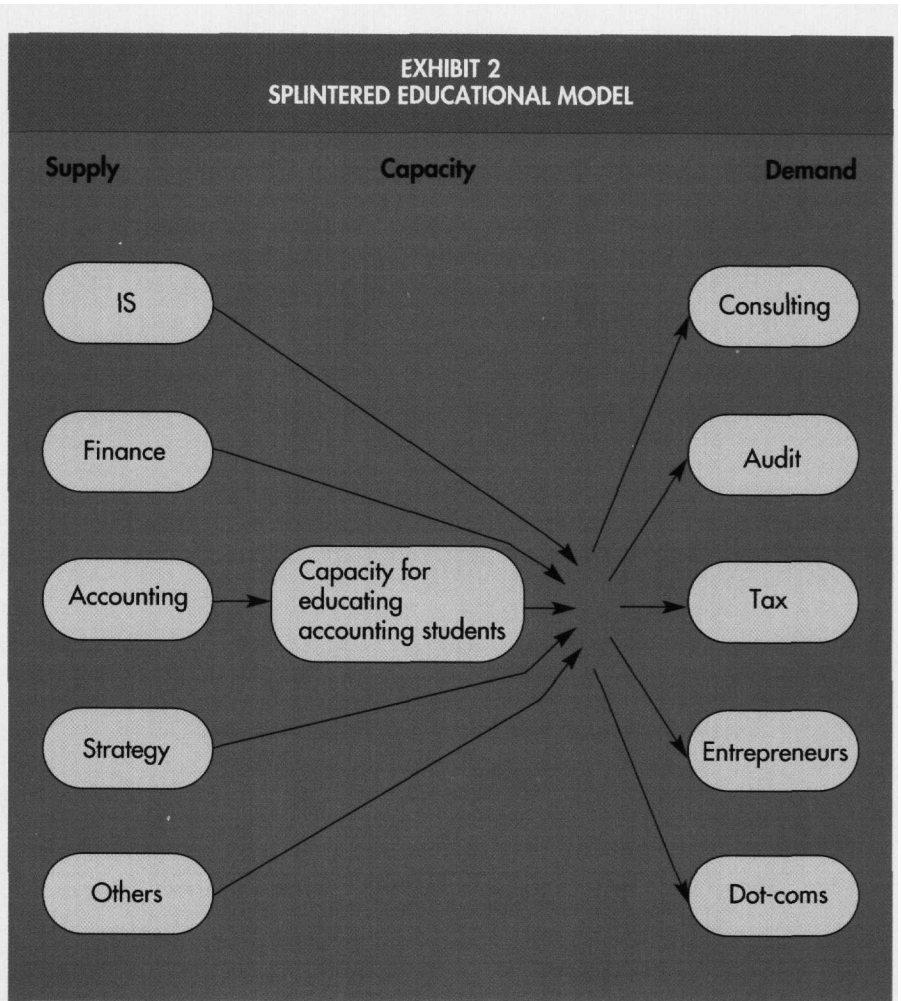 EXHIBIT 2
SPLINTERED EDUCATIONAL MODEL
Supply
Capacity
Demand
IS
Finance
Accounting
Strategy
Others
Capacity for
educating
accounting students
Consulting
Audit
Tax
Entrepreneurs
Dot-coms